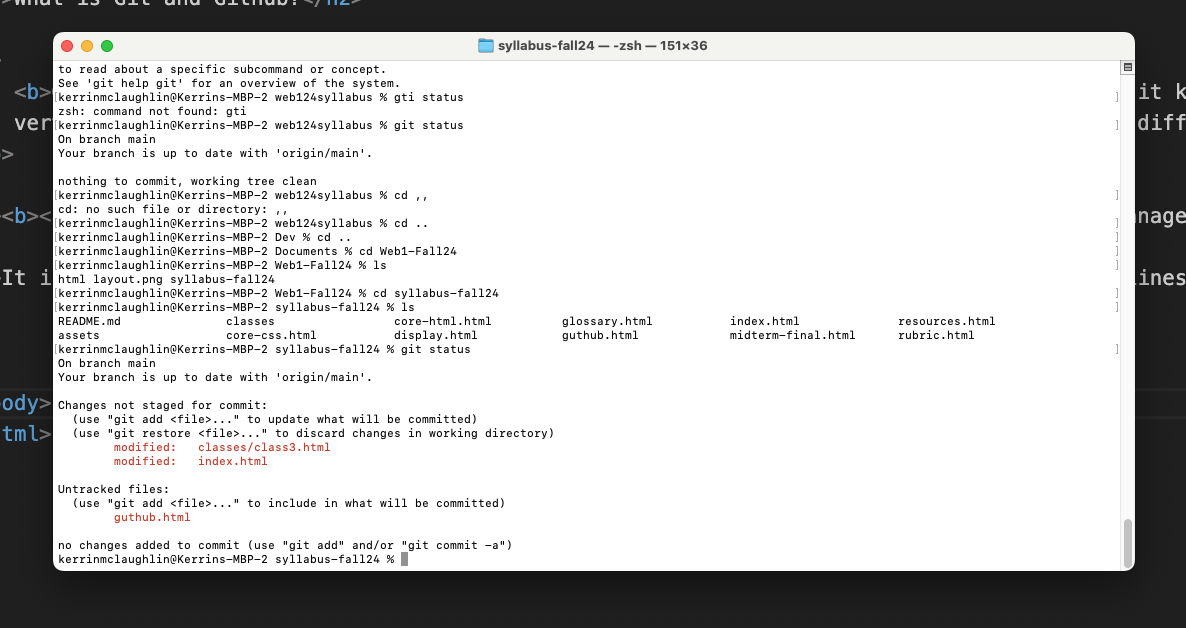 What is Git and Github?</h2>
syllabus-fall24 — -zsh — 151×36
to read about a specific subcommand or concept.
See 'git help git' for an overview of the system.
[kerrinmclaughlin@Kerrins-MBP-2 web124syllabus % gti status ]
zsh: command not found: gti
[kerrinmclaughlin@Kerrins-MBP-2 web124syllabus % git status ]
On branch main
Your branch is up to date with 'origin/main'.
nothing to commit, working tree clean
[kerrinmclaughlin@Kerrins-MBP-2 web124syllabus % cd ,, ]
cd: no such file or directory: ,,
[kerrinmclaughlin@Kerrins-MBP-2 web124syllabus % cd .. ]
[kerrinmclaughlin@Kerrins-MBP-2 Dev % cd .. ]
[kerrinmclaughlin@Kerrins-MBP-2 Documents % cd Web1-Fall24 ]
[kerrinmclaughlin@Kerrins-MBP-2 Web1-Fall24 % ls ]
html layout.png syllabus-fall24
[kerrinmclaughlin@Kerrins-MBP-2 Web1-Fall24 % cd syllabus-fall24 ]
[kerrinmclaughlin@Kerrins-MBP-2 syllabus-fall24 % ls ]
README.md classes core-html.html glossary.html index.html resources.html
assets core-css.html display.html guthub.html midterm-final.html rubric.html
[kerrinmclaughlin@Kerrins-MBP-2 syllabus-fall24 % git status ]
On branch main
Your branch is up to date with 'origin/main'.
Changes not staged for commit:
(use "git add <file>..." to update what will be committed)
(use "git restore <file>..." to discard changes in working directory)
modified: classes/class3.html
modified: index.html
Untracked files:
(use "git add <file>..." to include in what will be committed)
guthub.html
no changes added to commit (use "git add" and/or "git commit -a")
kerrinmclaughlin@Kerrins-MBP-2 syllabus-fall24 %
<b>
ver
>
<b><
It i
ody>
tml>
it k
diff
nage
ines